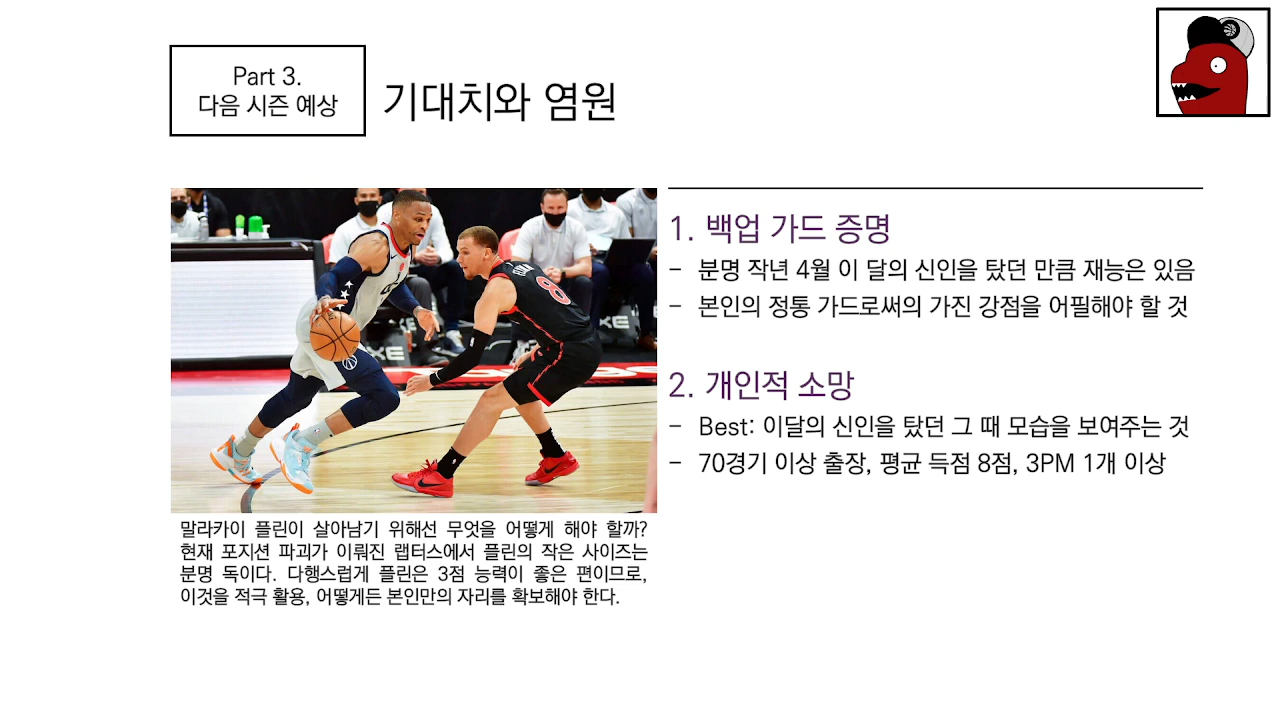 Part 3.
다음 시즌 예상
기대치와 염원
1. 백업 가드 증명
- 분명 작년 4월 이 달의 신인을 탔던 만큼 재능은 있음
- 본인의 정통 가드로써의 가진 강점을 어필해야 할 것
2. 개인적 소망
- Best: 이달의 신인을 탔던 그 때 모습을 보여주는 것
- 70경기 이상 출장, 평균 득점 8점, 3PM 1개 이상
8
말라카이 플린이 살아남기 위해선 무엇을 어떻게 해야 할까?
현재 포지션 파괴가 이뤄진 랩터스에서 플린의 작은 사이즈는
분명 독이다. 다행스럽게 플린은 3점 능력이 좋은 편이므로,
이것을 적극 활용, 어떻게든 본인만의 자리를 확보해야 한다.